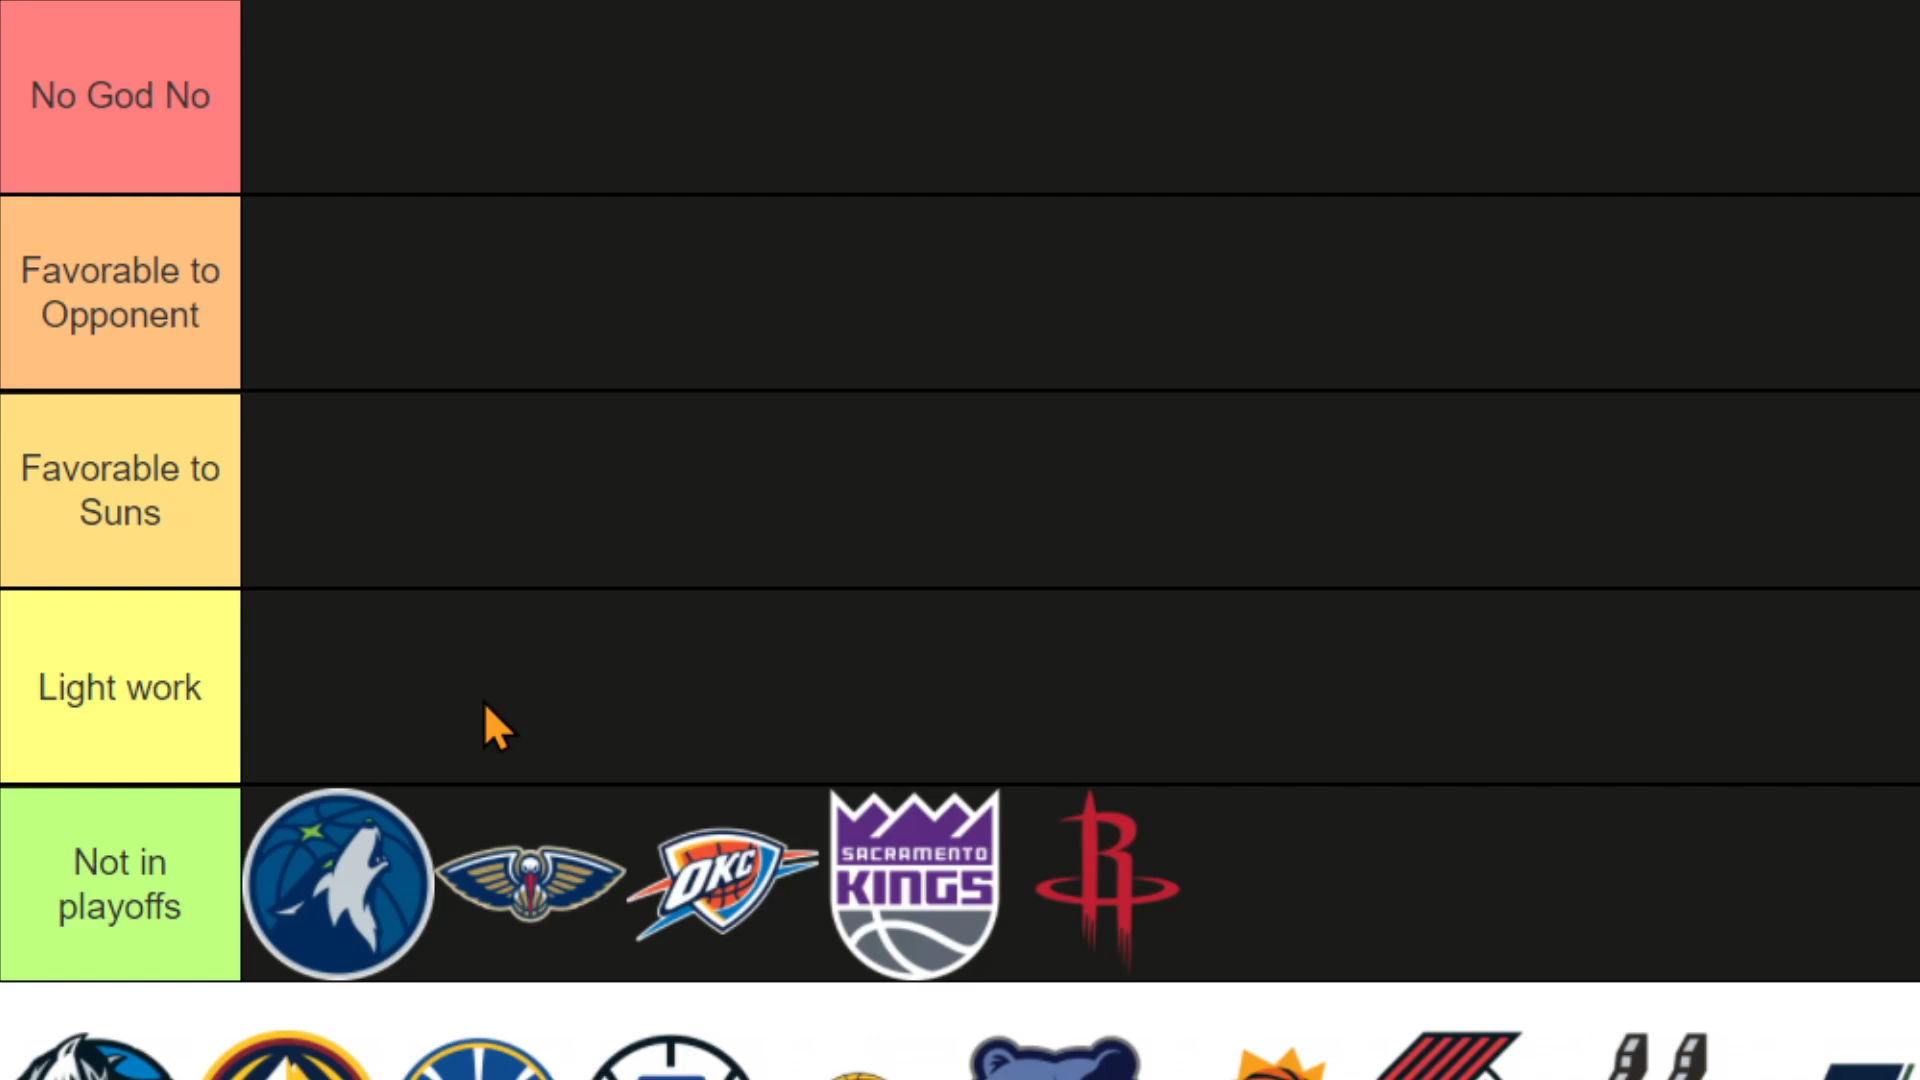 No God No
Favorable to
Opponent
Favorable to
Suns
Light work
Not in
playoffs
OKC
SACRAMENTO
KINGS
R